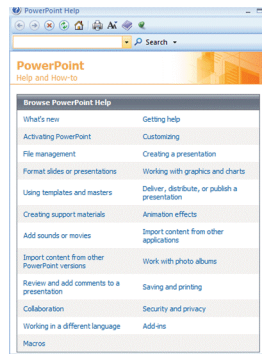 PowerPoint Help
Search
PowerPoint
Help and How-to
Browse PowerPoint Help
What's new
Getting help
Activating PowerPoint
Customizing
File management
Creating a presentation
Format slides or presentations
Working with graphics and charts
Using templates and masters
Deliver, distribute, or publish a
presentation
Creating support materials
Animation effects
Add sounds or movies
Import content from other
applications
Import content from other
PowerPoint versions
Work with photo albums
Review and add comments to a
presentation
Saving and printing
Collaboration
Security and privacy
Working in a different language
Add-ins
Macros